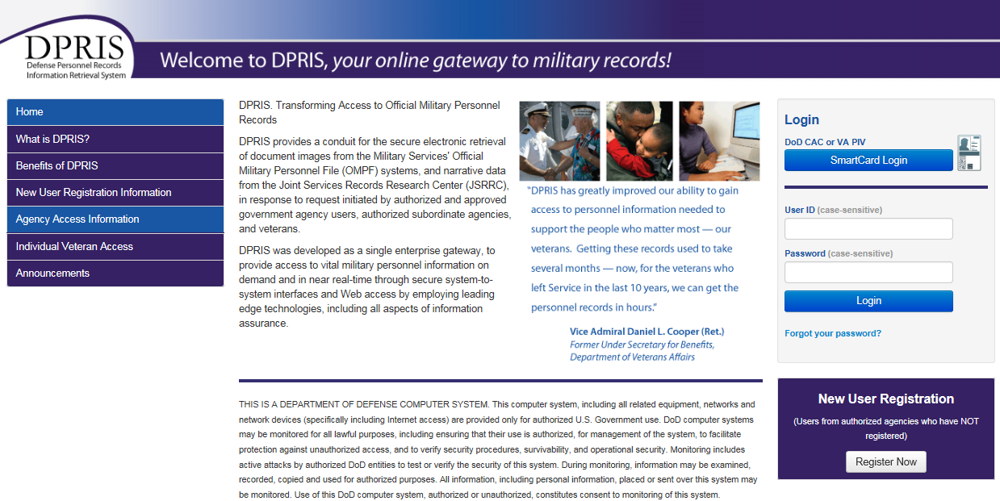 DPRIS
Defense Personnel Records
Information Retrieval System
Welcome to DPRIS, your online gateway to military records!
Home
What is DPRIS?
Benefits of DPRIS
New User Registration Information
Agency Access Information
Individual Veteran Access
Announcements
DPRIS. Transforming Access to Official Military Personnel
Records
DPRIS provides a conduit for the secure electronic retrieval
of document images from the Military Services' Official
Military Personnel File (OMPF) systems, and narrative data
from the Joint Services Records Research Center (JSRRC),
in response to request initiated by authorized and approved
government agency users, authorized subordinate agencies,
and veterans.
DPRIS was developed as a single enterprise gateway, to
provide access to vital military personnel information on
demand and in near real-time through secure system-to-
system interfaces and Web access by employing leading
edge technologies, including all aspects of information
assurance.
"DPRIS has greatly improved our ability to gain
access to personnel information needed to
support the people who matter most — our
veterans. Getting these records used to take
several months — now, for the veterans who
left Service in the last 10 years, we can get the
personnel records in hours."
Vice Admiral Daniel L. Cooper (Ret.)
Former Under Secretary for Benefits,
Department of Veterans Affairs
THIS IS A DEPARTMENT OF DEFENSE COMPUTER SYSTEM. This computer system, including all related equipment, networks and
network devices (specifically including Internet access) are provided only for authorized U.S. Government use. DoD computer systems
may be monitored for all lawful purposes, including ensuring that their use is authorized, for management of the system, to facilitate
protection against unauthorized access, and to verify security procedures, survivability, and operational security. Monitoring includes
active attacks by authorized DoD entities to test or verify the security of this system. During monitoring, information may be examined,
recorded, copied and used for authorized purposes. All information, including personal information, placed or sent over this system may
be monitored. Use of this DoD computer system, authorized or unauthorized, constitutes consent to monitoring of this system.
Login
DoD CAC or VA PIV
SmartCard Login
User ID (case-sensitive)
Password (case-sensitive)
Login
Forgot your password?
New User Registration
(Users from authorized agencies who have NOT
registered)
Register Now